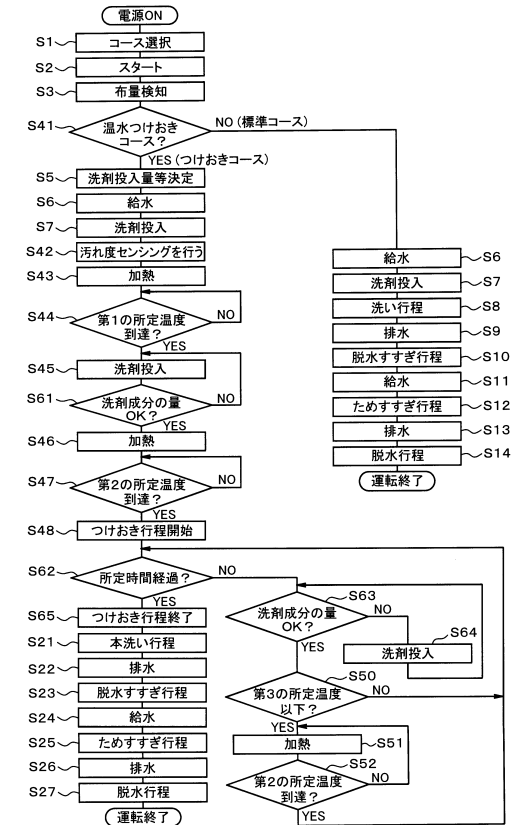 電源ON
S1 コース選択
S2 スタート
S3 布量検知
S41 温水つけおき
コース?
NO (標準コース)
YES (つけおきコース)
S5 洗剤投入量等決定
S6 給水
S7 洗剤投入
S42 汚れ度センシングを行う
S43 加熱
S44 第1の所定温度
到達?
NO
YES
S45 洗剤投入
S61 洗剤成分の量
OK?
NO
YES
S46 加熱
S47 第2の所定温度
到達?
NO
YES
S48 つけおき行程開始
S62 所定時間経過?
NO
YES
S65 つけおき行程終了
S21 本洗い行程
S22 排水
S23 脱水すすぎ行程
S24 給水
S25 ためすすぎ行程
S26 排水
S27 脱水行程
運転終了
給水 S6
洗剤投入 S7
洗い行程 S8
排水 S9
脱水すすぎ行程 S10
給水 S11
ためすすぎ行程 S12
排水 S13
脱水行程 S14
運転終了
S63
洗剤成分の量
OK?
NO
YES
S64
洗剤投入
S50
第3の所定温度
以下?
NO
YES
加熱 S51
S52
第2の所定温度
到達?
NO
YES